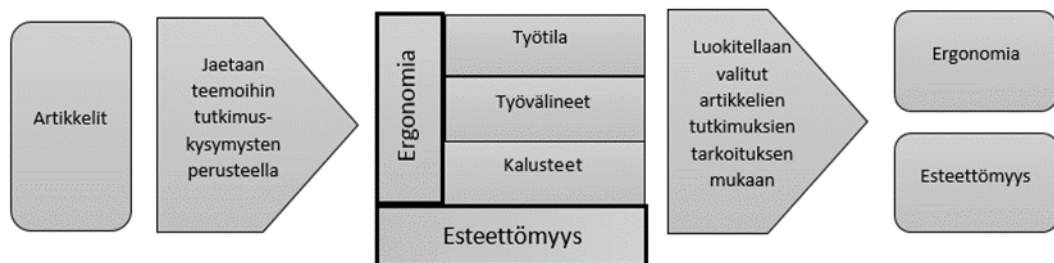 Artikkelit
Jaetaan
teemoihin
tutkimus-
kysymysten
perusteella
Ergonomia
Työtila
Työvälineet
Kalusteet
Esteettömyys
Luokitellaan
valitut
artikkelien
tutkimuksien
tarkoituksen
mukaan
Ergonomia
Esteettömyys